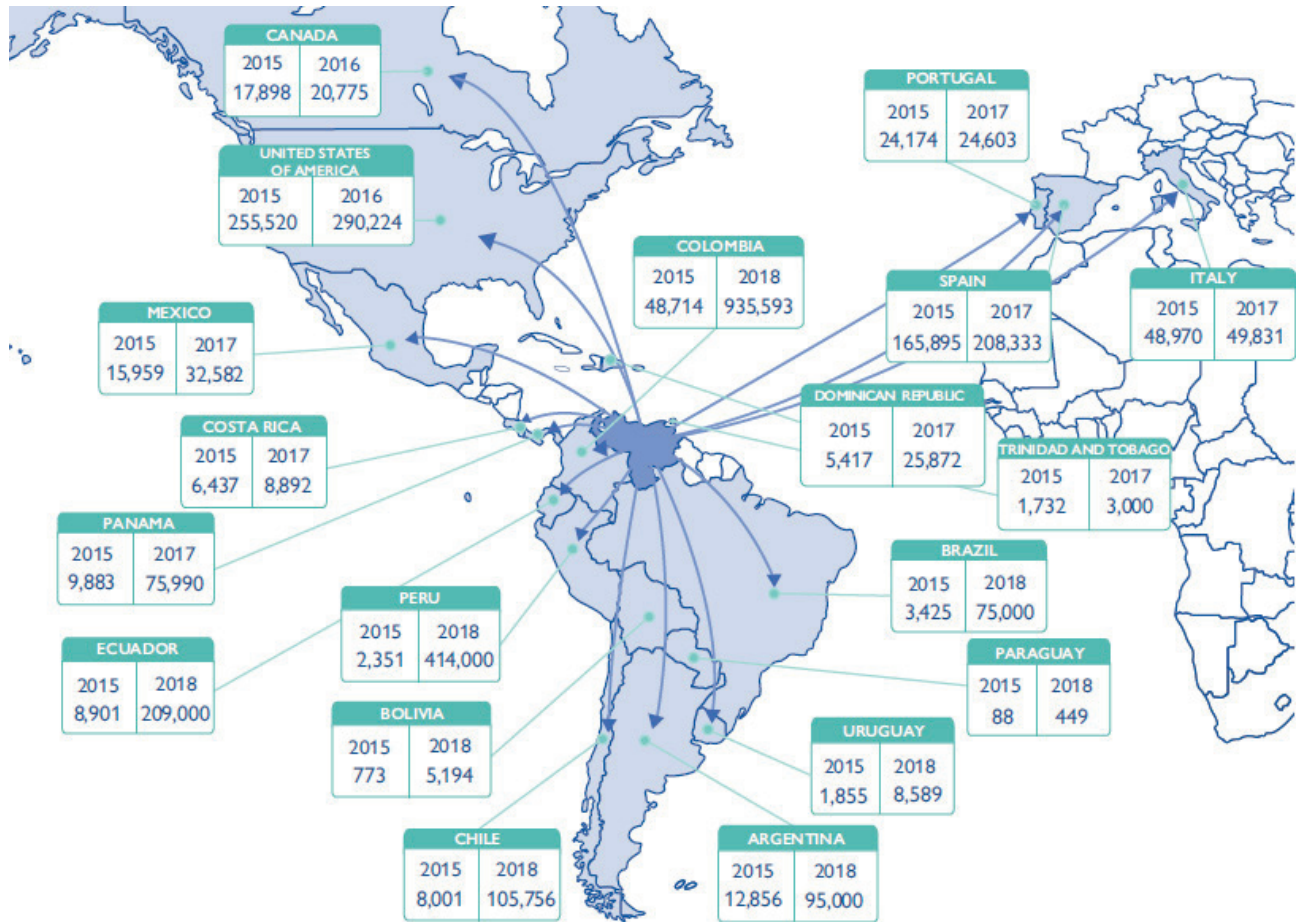 CANADA
2015 2016
17,898 20,775
PORTUGAL
2015 2017
24,174 24,603
UNITED STATES
OF AMERICA
2015 2016
255,520 290,224
COLOMBIA
2015 2018
48,714 935,593
SPAIN
2015 2017
165,895 208,333
ITALY
2015 2017
48,970 49,831
MEXICO
2015 2017
15,959 32,582
DOMINICAN REPUBLIC
2015 2017
5,417 25,872
COSTA RICA
2015 2017
6,437 8,892
TRINIDAD AND TOBAGO
2015 2017
1,732 3,000
PANAMA
2015 2017
9,883 75,990
BRAZIL
2015 2018
3,425 75,000
PERU
2015 2018
2,351 414,000
ECUADOR
2015 2018
8,901 209,000
PARAGUAY
2015 2018
88 449
BOLIVIA
2015 2018
773 5,194
URUGUAY
2015 2018
1,855 8,589
CHILE
2015 2018
8,001 105,756
ARGENTINA
2015 2018
12,856 95,000